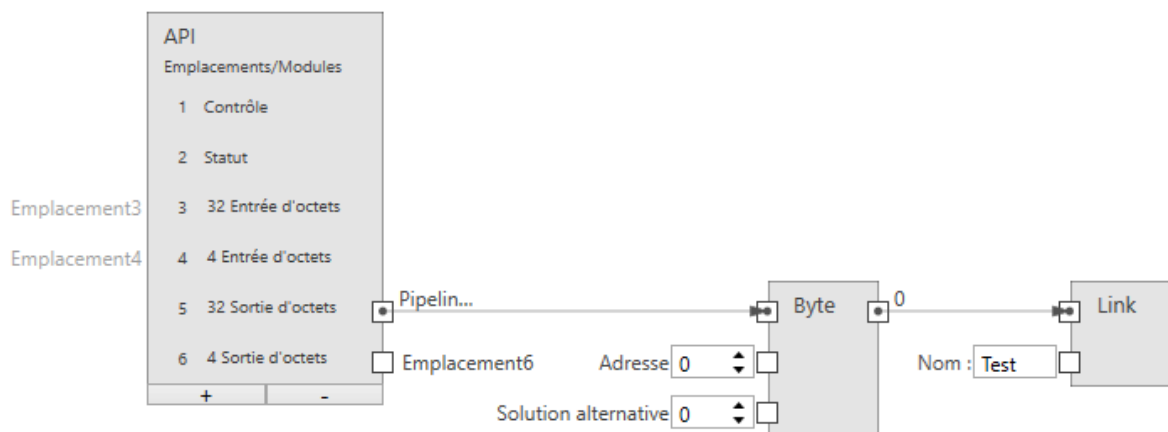 API
Emplacements/Modules
1 Contrôle
2 Statut
Emplacement3 3 32 Entrée d'octets
Emplacement4 4 4 Entrée d'octets
5 32 Sortie d'octets Pipelin... Byte 0 Link
6 4 Sortie d'octets Emplacement6 Adresse 0 Nom : Test
+ -
Solution alternative 0